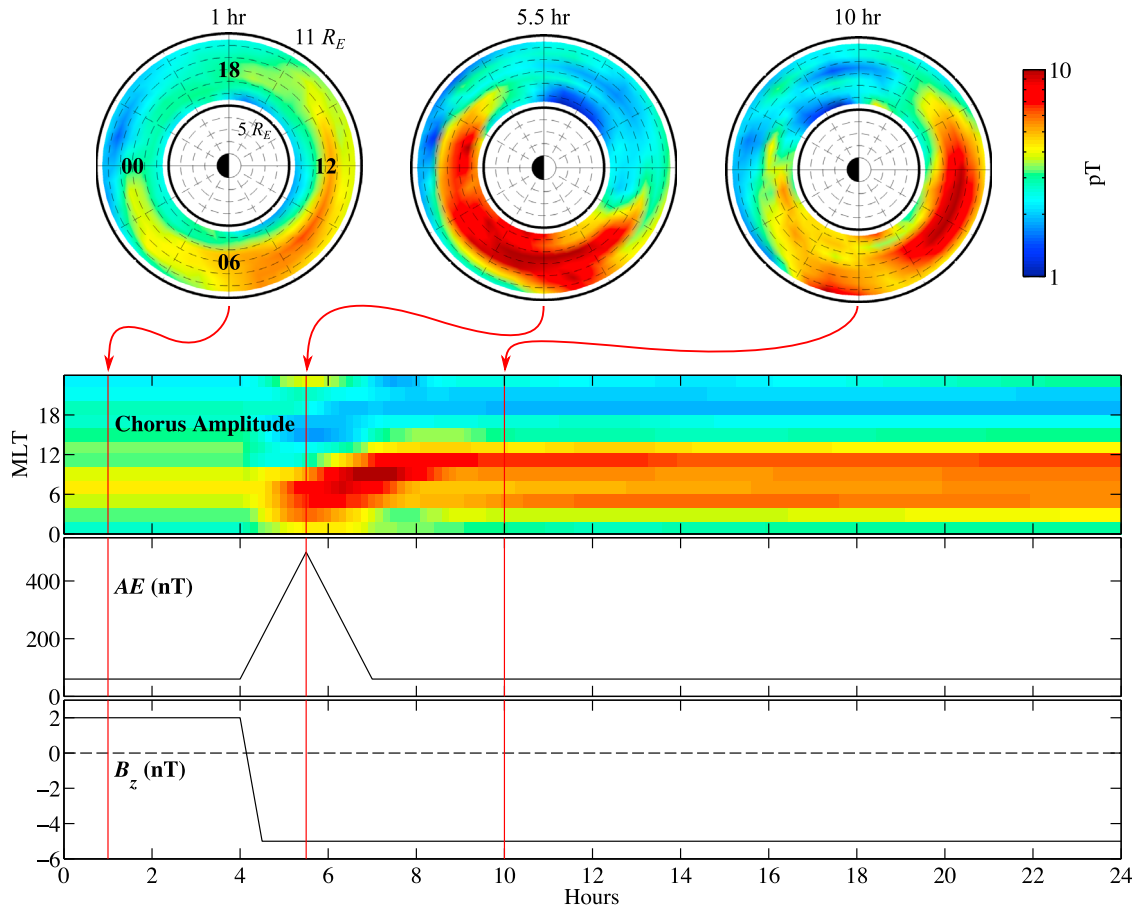 1 hr
5.5 hr
10 hr
11 R_E
18
5 R_E
00
12
06
10
pT
1
Chorus Amplitude
MLT
18
12
6
0
AE (nT)
400
200
0
B_z (nT)
2
0
−2
−4
−6
0 2 4 6 8 10 12 14 16 18 20 22 24
Hours